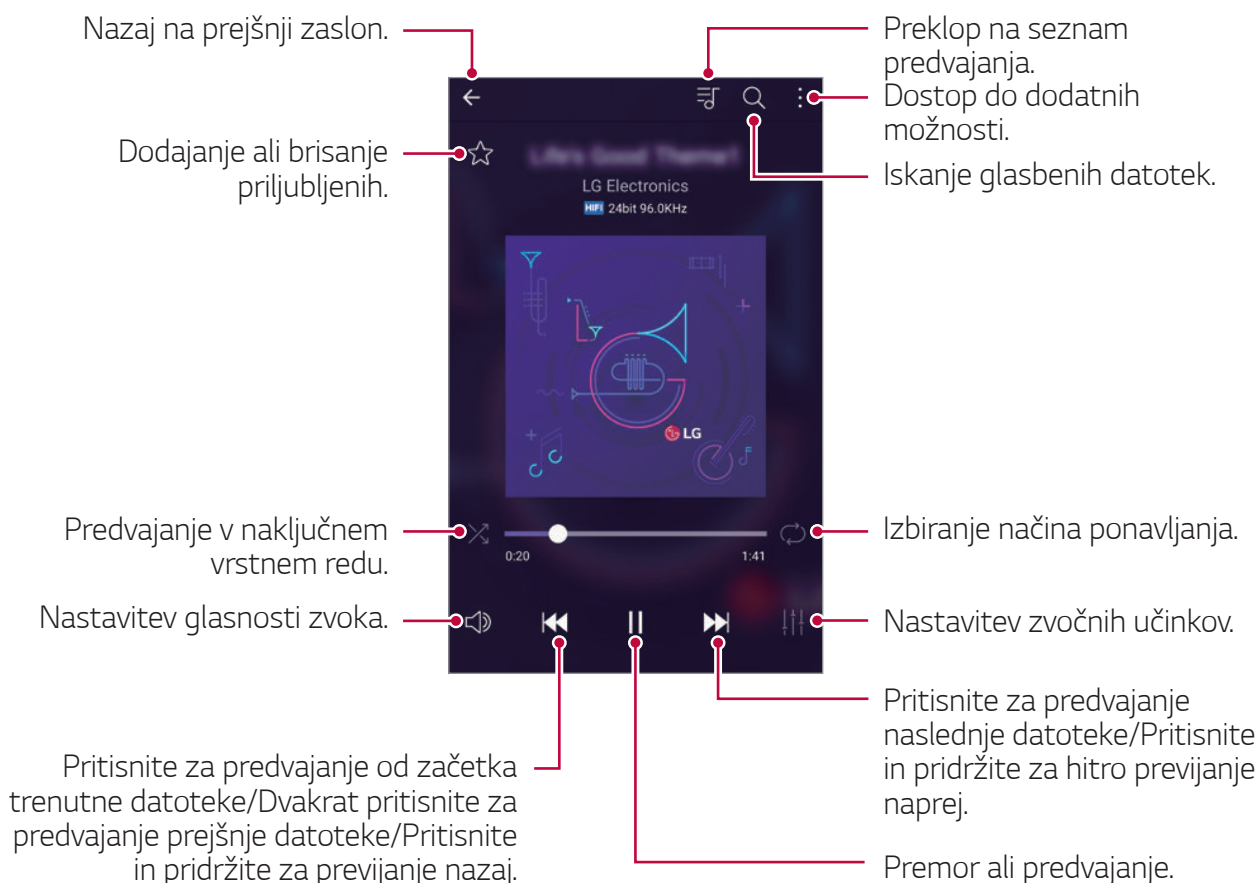 Nazaj na prejšnji zaslon.
Preklop na seznam
predvajanja.
Dostop do dodatnih
možnosti.
Dodajanje ali brisanje
priljubljenih.
Iskanje glasbenih datotek.
Life's Good Theme1
LG Electronics
HIFI 24bit 96.0KHz
LG
Predvajanje v naključnem
vrstnem redu.
Izbiranje načina ponavljanja.
0:20
1:41
Nastavitev glasnosti zvoka.
Nastavitev zvočnih učinkov.
Pritisnite za predvajanje
naslednje datoteke/Pritisnite
in pridržite za hitro previjanje
naprej.
Pritisnite za predvajanje od začetka
trenutne datoteke/Dvakrat pritisnite za
predvajanje prejšnje datoteke/Pritisnite
in pridržite za previjanje nazaj.
Premor ali predvajanje.